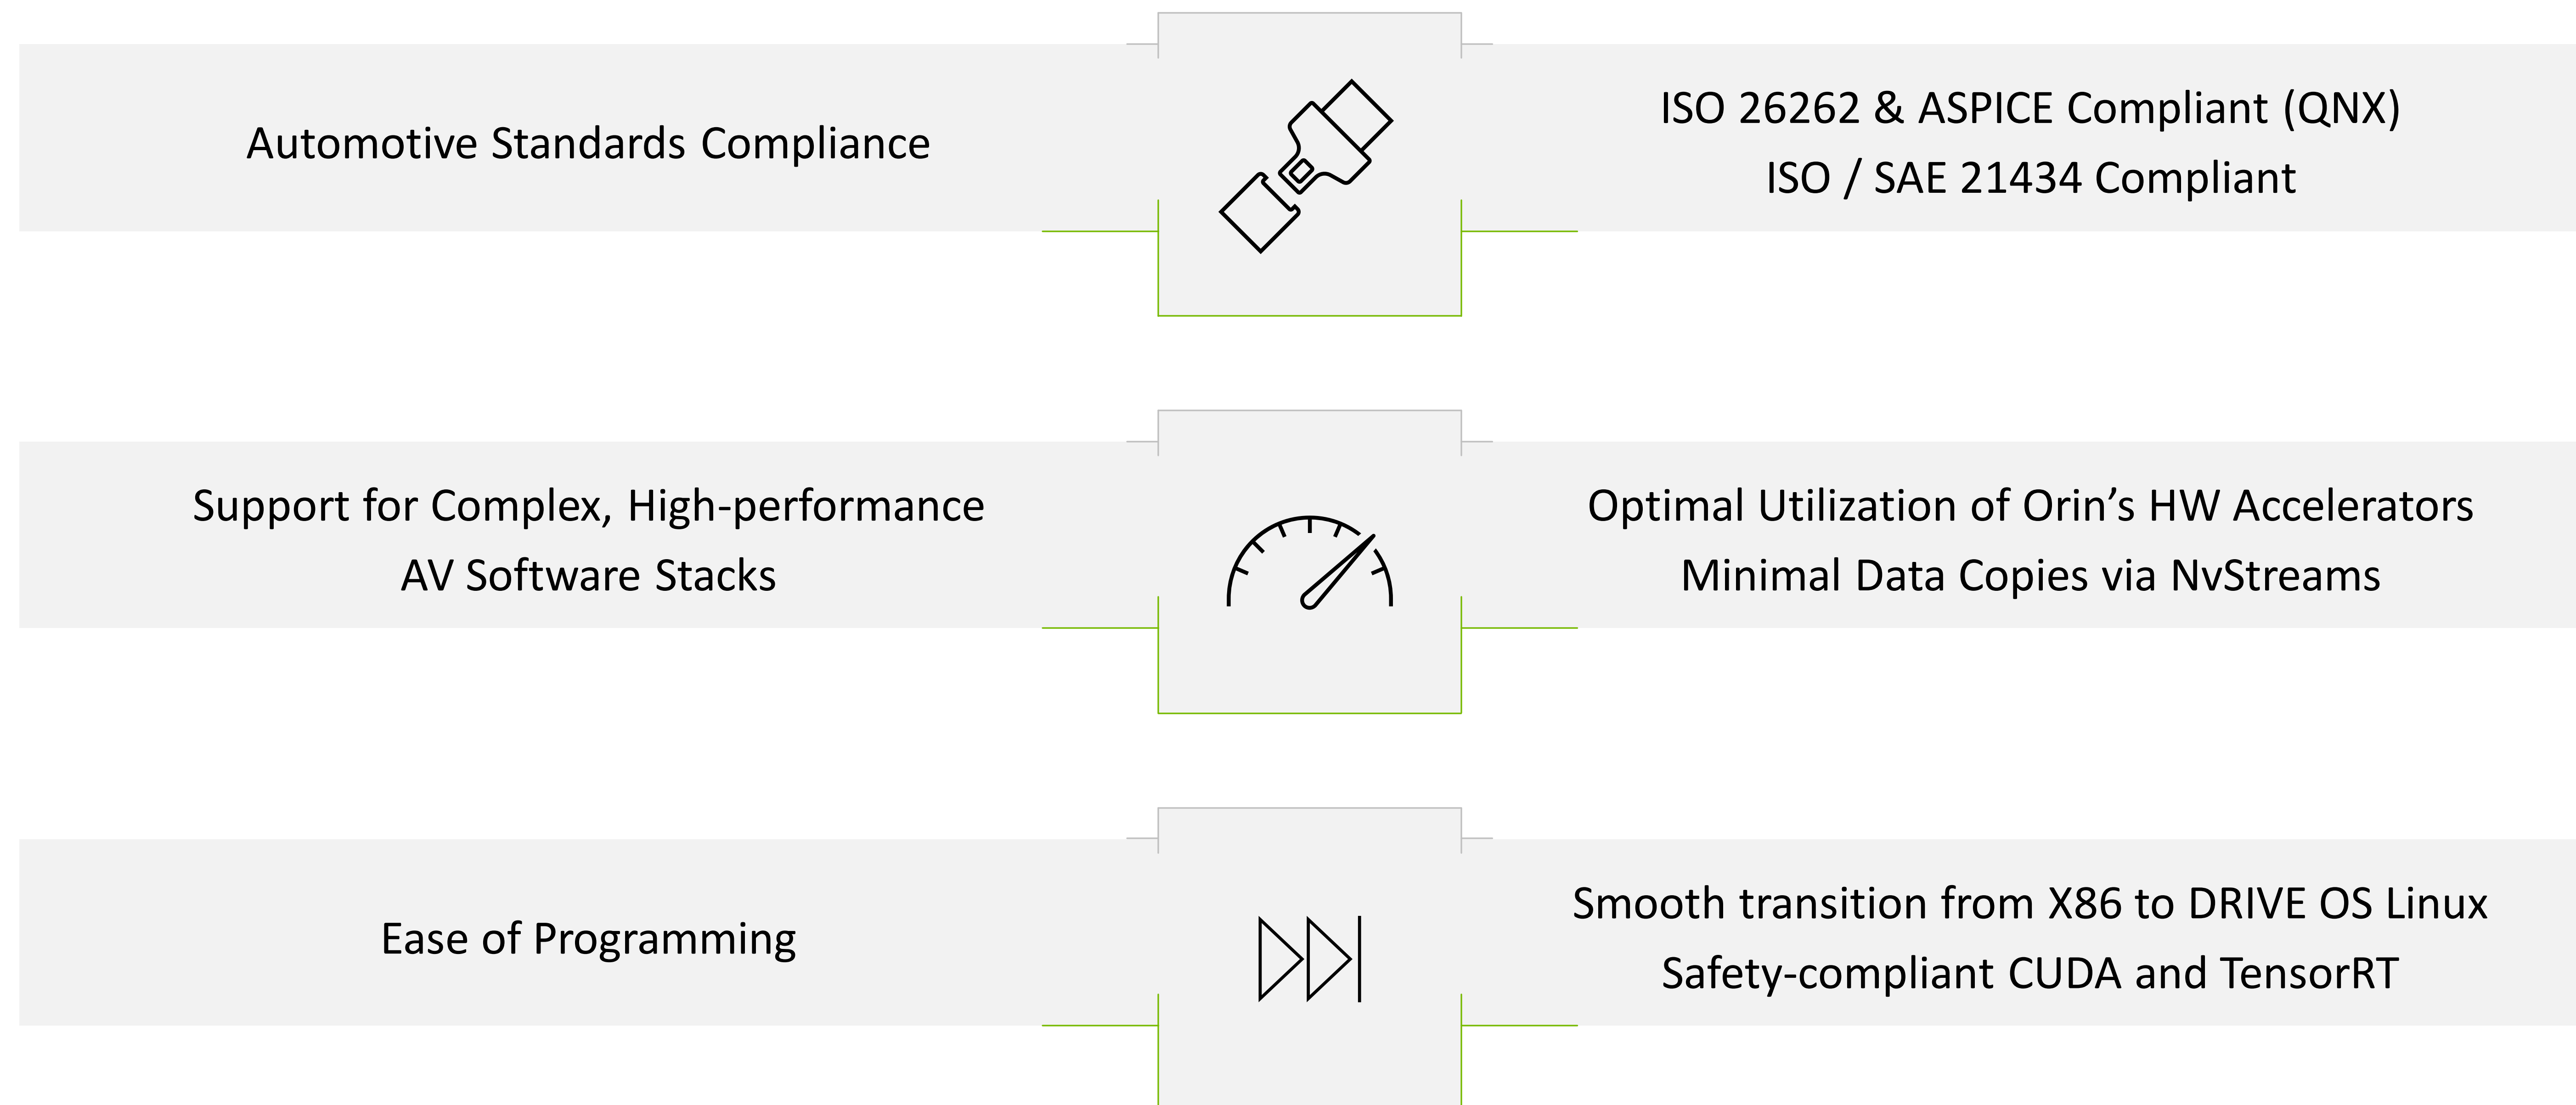 Automotive Standards Compliance
ISO 26262 & ASPICE Compliant (QNX)
ISO / SAE 21434 Compliant
Support for Complex, High-performance
AV Software Stacks
Optimal Utilization of Orin’s HW Accelerators
Minimal Data Copies via NvStreams
Ease of Programming
Smooth transition from X86 to DRIVE OS Linux
Safety-compliant CUDA and TensorRT